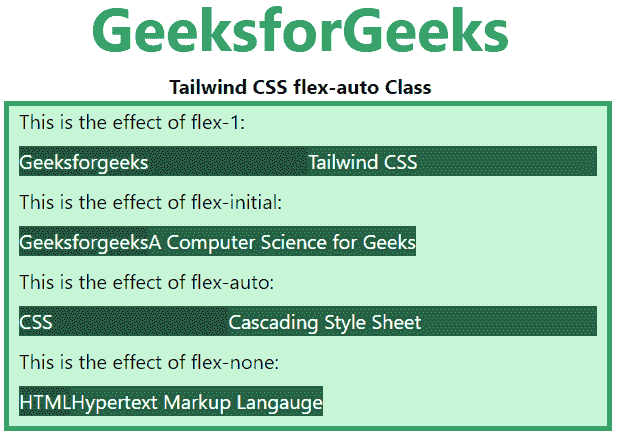 GeeksforGeeks
Tailwind CSS flex-auto Class
This is the effect of flex-1:
Geeksforgeeks Tailwind CSS
This is the effect of flex-initial:
GeeksforgeeksA Computer Science for Geeks
This is the effect of flex-auto:
CSS Cascading Style Sheet
This is the effect of flex-none:
HTMLHypertext Markup Langauge